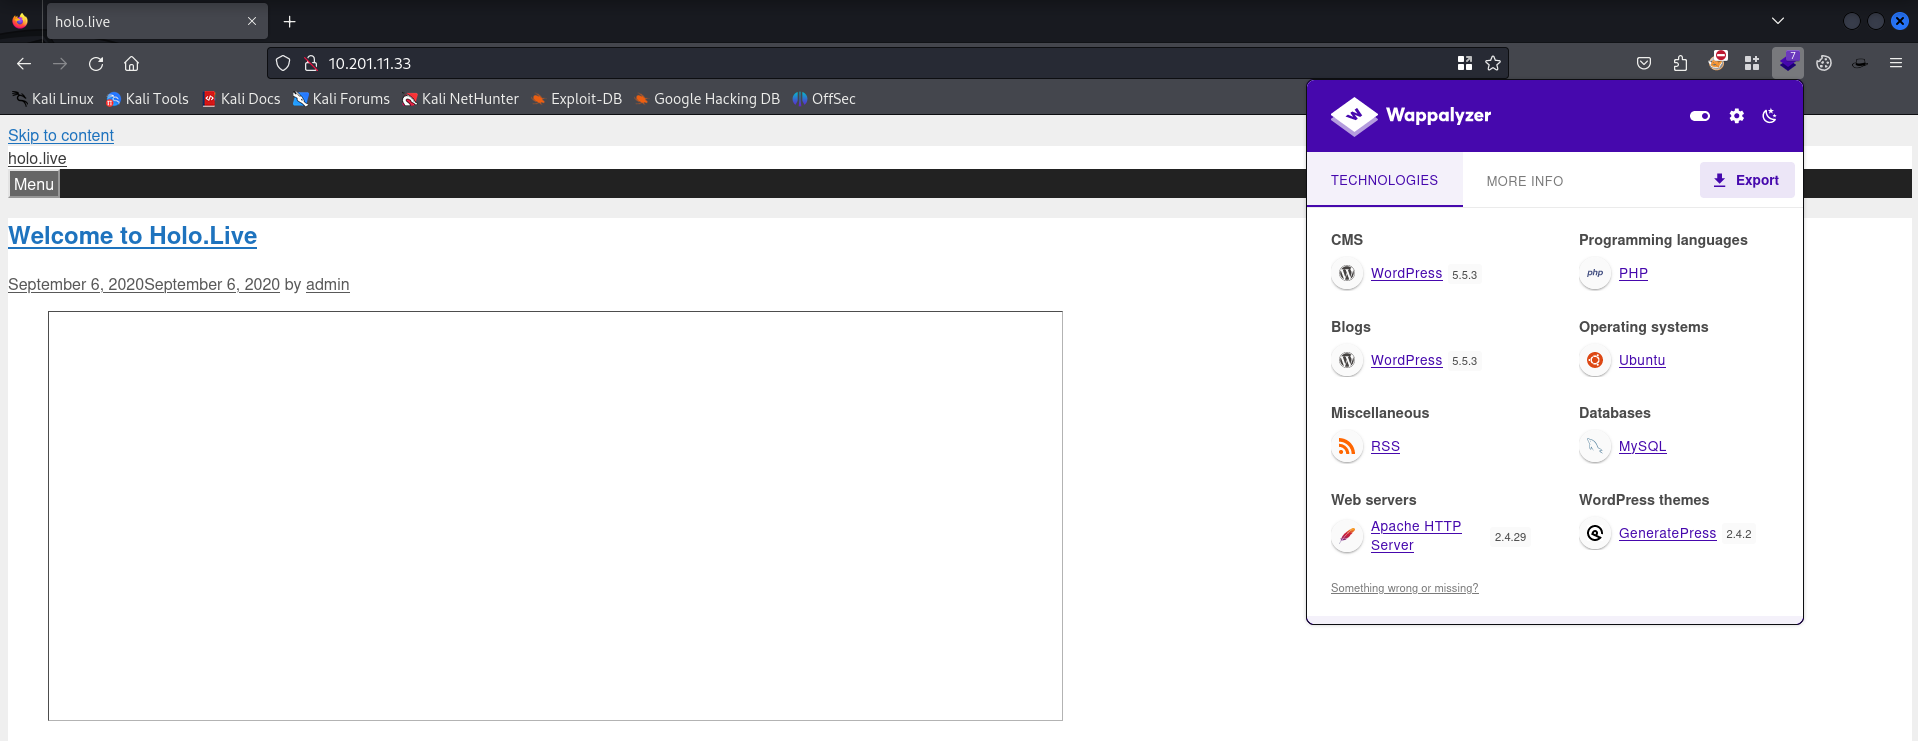 holo.live
10.201.11.33
7
Kali Linux Kali Tools Kali Docs Kali Forums Kali NetHunter Exploit-DB Google Hacking DB OffSec
Skip to content
holo.live
Menu
Welcome to Holo.Live
September 6, 2020September 6, 2020 by admin
Wappalyzer
TECHNOLOGIES MORE INFO Export
CMS
WordPress 5.5.3
Blogs
WordPress 5.5.3
Miscellaneous
RSS
Web servers
Apache HTTP
Server 2.4.29
Programming languages
php PHP
Operating systems
Ubuntu
Databases
MySQL
WordPress themes
GeneratePress 2.4.2
Something wrong or missing?